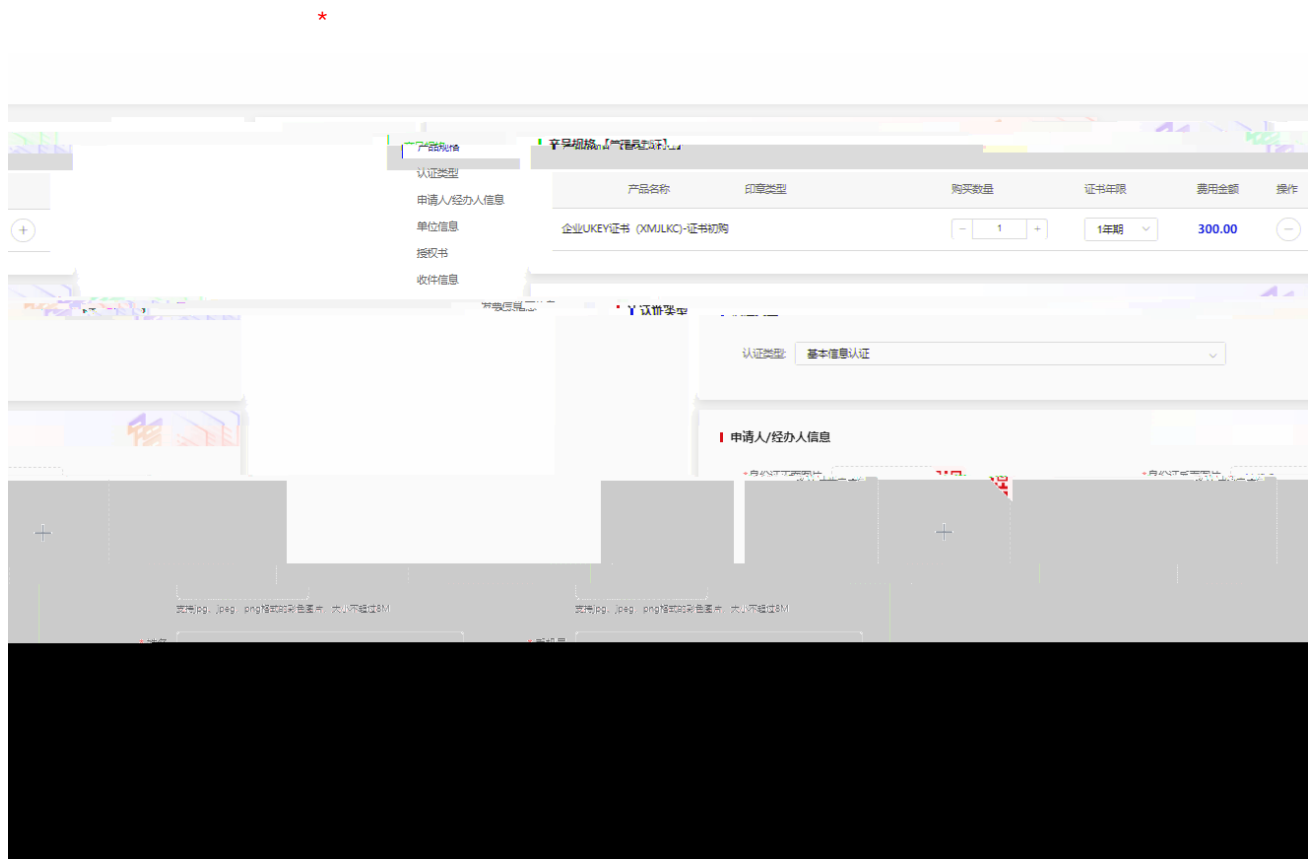 *
产品规格
认证类型
产品名称 印章类型 购买数量 证书年限 费用金额 操作
申请人/经办人信息
单位信息
企业UKEY证书（XMJLKC)-证书初购 - 1 + 1年期 300.00
授权书
收件信息
认证类型
认证类型: 基本信息认证
申请人/经办人信息
支持jpg、jpeg、png格式的彩色图片，大小不超过8M 支持jpg、jpeg、png格式的彩色图片，大小不超过8M